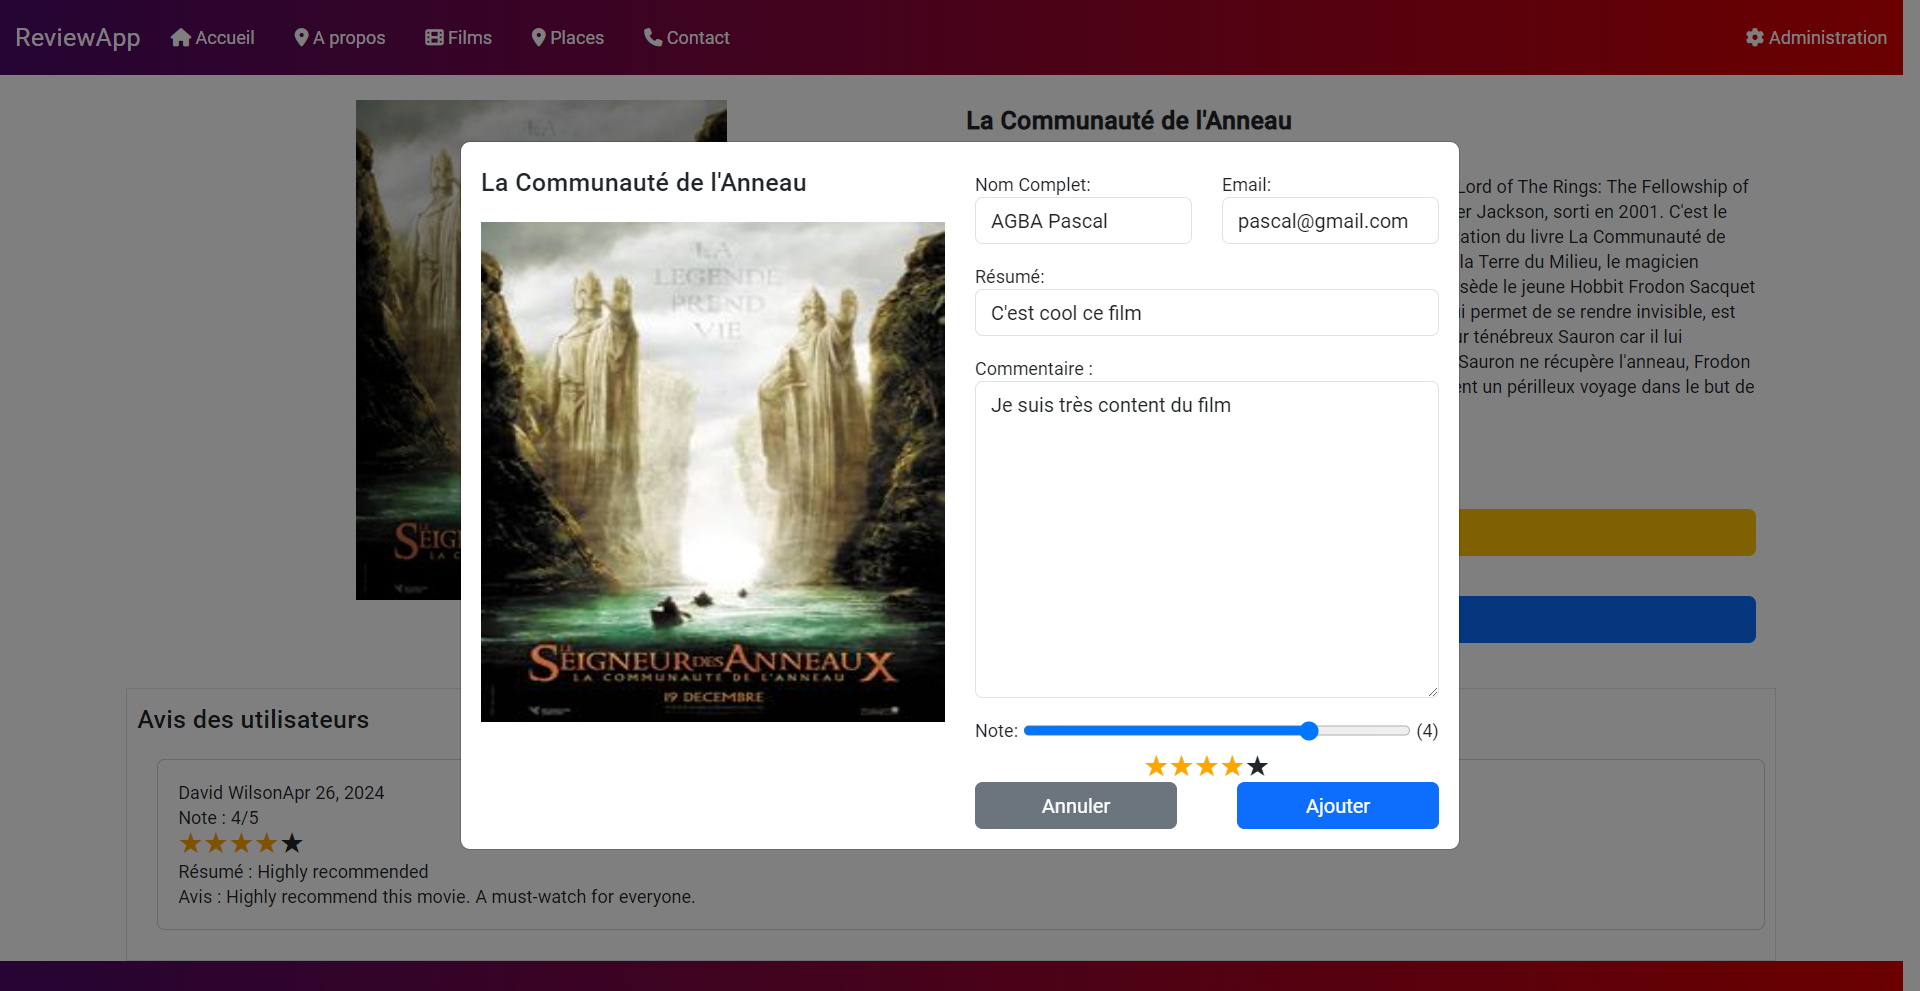 ReviewApp Accueil A propos Films Places Contact Administration
La Communauté de l'Anneau
La Communauté de l'Anneau
LA
LEGENDE
PREND
VIE
LE
SEIGNEUR DES ANNEAUX
LA COMMUNAUTE DE L'ANNEAU
19 DECEMBRE
Nom Complet: Email:
AGBA Pascal pascal@gmail.com
Résumé:
C'est cool ce film
Commentaire :
Je suis très content du film
Note: (4)
Annuler Ajouter
Lord of The Rings: The Fellowship of
er Jackson, sorti en 2001. C'est le
ation du livre La Communauté de
la Terre du Milieu, le magicien
sède le jeune Hobbit Frodon Sacquet
i permet de se rendre invisible, est
ur ténébreux Sauron car il lui
Sauron ne récupère l'anneau, Frodon
ent un périlleux voyage dans le but de
Avis des utilisateurs
David WilsonApr 26, 2024
Note : 4/5
Résumé : Highly recommended
Avis : Highly recommend this movie. A must-watch for everyone.